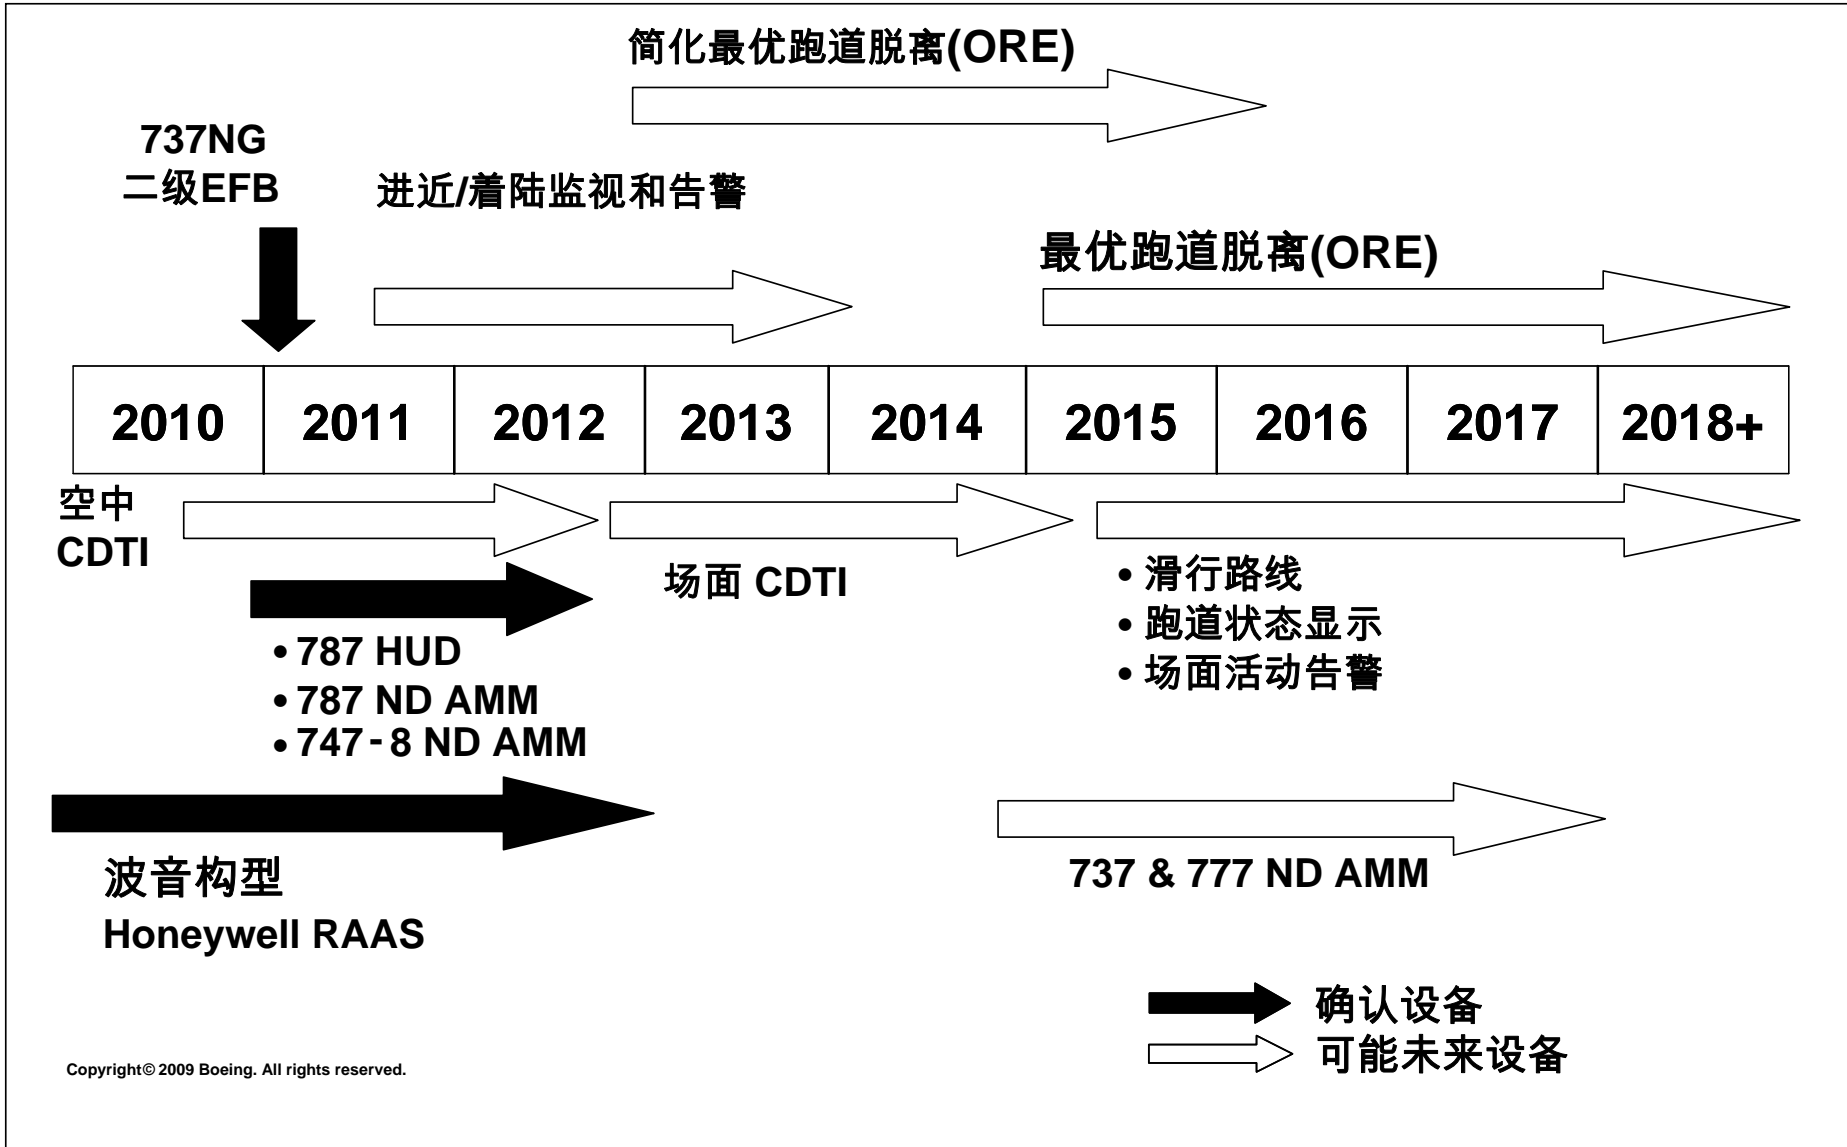 简化最优跑道脱离(ORE)
737NG
二级EFB
进近/着陆监视和告警
最优跑道脱离(ORE)
2010 2011 2012 2013 2014 2015 2016 2017 2018+
空中
CDTI
场面 CDTI
• 滑行路线
• 跑道状态显示
• 场面活动告警
• 787 HUD
• 787 ND AMM
• 747-8 ND AMM
波音构型
Honeywell RAAS
737 & 777 ND AMM
确认设备
可能未来设备
Copyright© 2009 Boeing. All rights reserved.